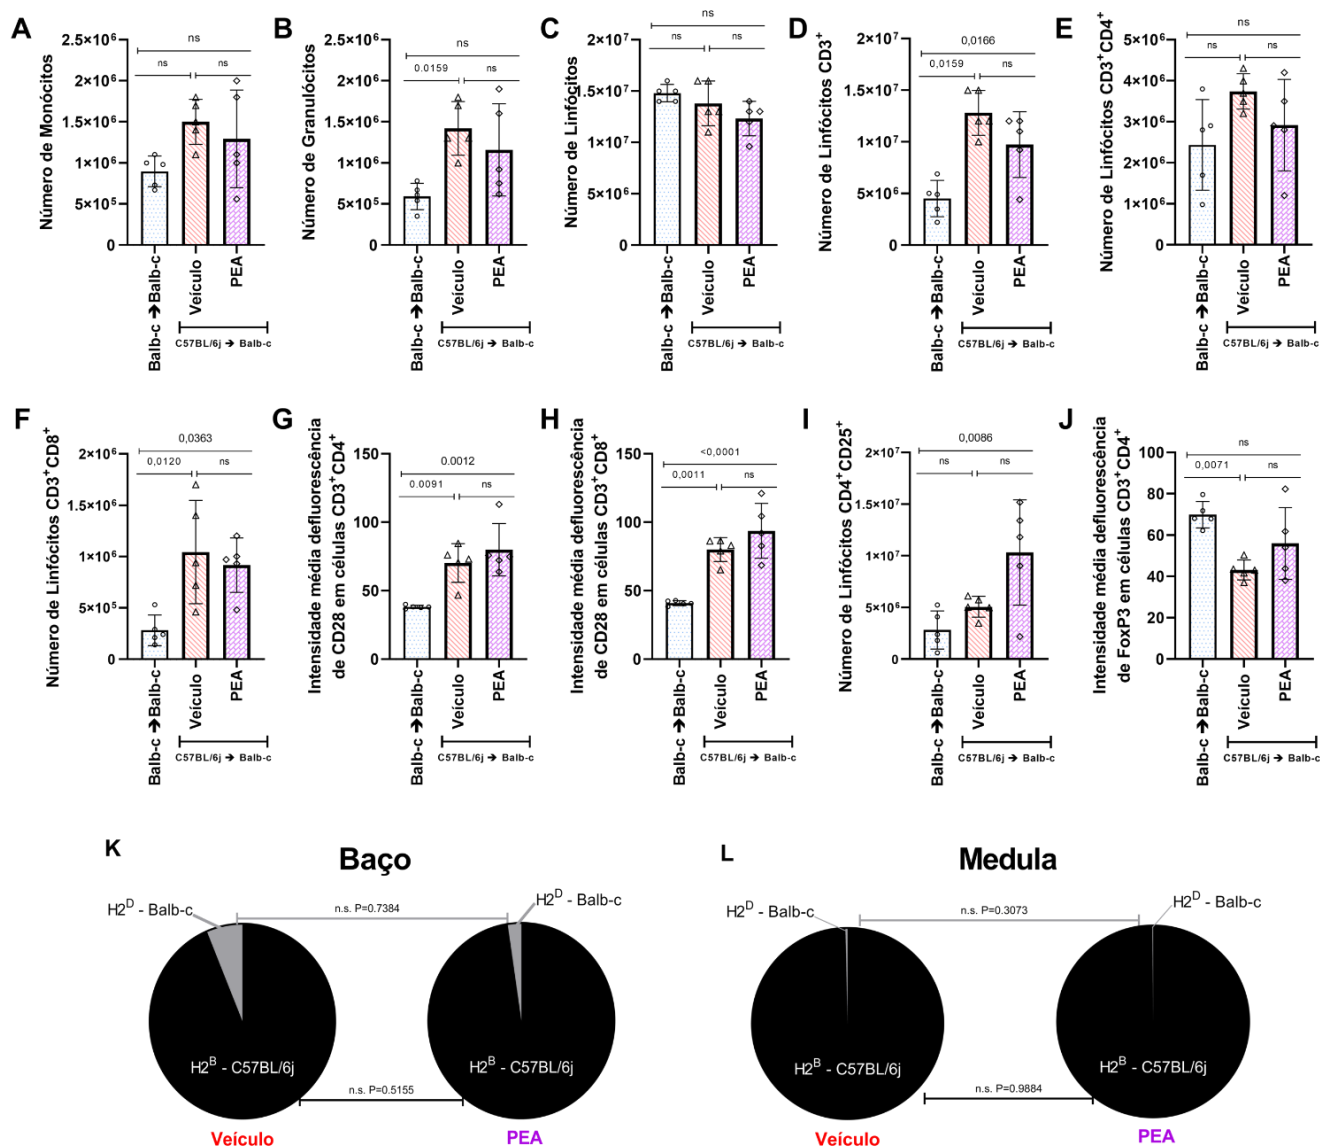 A
Número de Monócitos
2.5×10⁶
2×10⁶
1.5×10⁶
1×10⁶
5×10⁵
0
ns
ns
ns
Balb-c ➔ Balb-c
Veículo
PEA
C57BL/6j ➔ Balb-c
B
Número de Granulócitos
2.5×10⁶
2×10⁶
1.5×10⁶
1×10⁶
5×10⁵
0
ns
0.0159
ns
Balb-c ➔ Balb-c
Veículo
PEA
C57BL/6j ➔ Balb-c
C
Número de Linfócitos
2×10⁷
1.5×10⁷
1×10⁷
5×10⁶
0
ns
ns
ns
Balb-c ➔ Balb-c
Veículo
PEA
C57BL/6j ➔ Balb-c
D
Número de Linfócitos CD3⁺
2×10⁷
1.5×10⁷
1×10⁷
5×10⁶
0
0,0166
0,0159
ns
Balb-c ➔ Balb-c
Veículo
PEA
C57BL/6j ➔ Balb-c
E
Número de Linfócitos CD3⁺CD4⁺
5×10⁶
4×10⁶
3×10⁶
2×10⁶
1×10⁶
0
ns
ns
ns
Balb-c ➔ Balb-c
Veículo
PEA
C57BL/6j ➔ Balb-c
F
Número de Linfócitos CD3⁺CD8⁺
2×10⁶
1.5×10⁶
1×10⁶
5×10⁵
0
0,0363
0,0120
ns
Balb-c ➔ Balb-c
Veículo
PEA
C57BL/6j ➔ Balb-c
G
Intensidade média defluorescência
de CD28 em células CD3⁺CD4⁺
150
100
50
0
0.0012
0.0091
ns
Balb-c ➔ Balb-c
Veículo
PEA
C57BL/6j ➔ Balb-c
H
Intensidade média defluorescência
de CD28 em células CD3⁺CD8⁺
150
100
50
0
<0,0001
0,0011
ns
Balb-c ➔ Balb-c
Veículo
PEA
C57BL/6j ➔ Balb-c
I
Número de Linfócitos CD4⁺CD25⁺
2×10⁷
1.5×10⁷
1×10⁷
5×10⁶
0
0,0086
ns
ns
Balb-c ➔ Balb-c
Veículo
PEA
C57BL/6j ➔ Balb-c
J
Intensidade média defluorescência
de FoxP3 em células CD3⁺CD4⁺
100
80
60
40
20
0
ns
0,0071
ns
Balb-c ➔ Balb-c
Veículo
PEA
C57BL/6j ➔ Balb-c
K
Baço
H2ᴰ - Balb-c
n.s. P=0.7384
H2ᴰ - Balb-c
H2ᴮ - C57BL/6j
H2ᴮ - C57BL/6j
n.s. P=0.5155
Veículo
PEA
L
Medula
H2ᴰ - Balb-c
n.s. P=0.3073
H2ᴰ - Balb-c
H2ᴮ - C57BL/6j
H2ᴮ - C57BL/6j
n.s. P=0.9884
Veículo
PEA